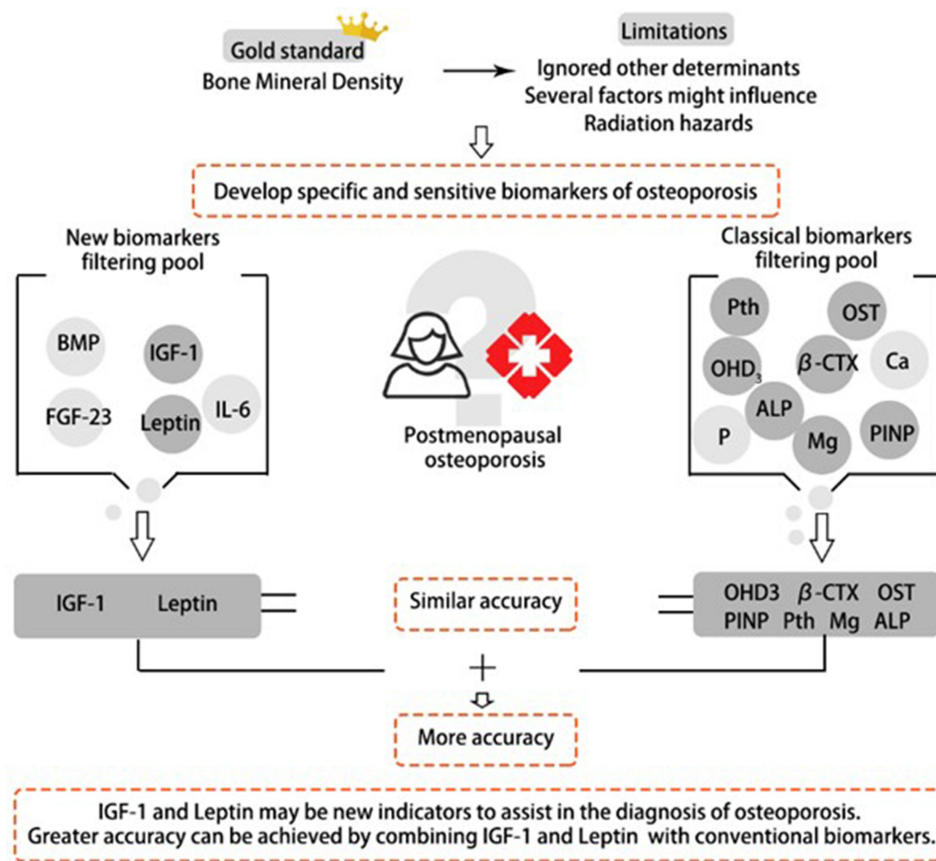 Gold standard
Bone Mineral Density
Limitations
Ignored other determinants
Several factors might influence
Radiation hazards
Develop specific and sensitive biomarkers of osteoporosis
New biomarkers
filtering pool
BMP
IGF-1
FGF-23
Leptin
IL-6
?
Postmenopausal
osteoporosis
Classical biomarkers
filtering pool
Pth
OST
OHD₃
β-CTX
Ca
ALP
P
Mg
PINP
IGF-1 Leptin
=
Similar accuracy
=
OHD3 β-CTX OST
PINP Pth Mg ALP
+
More accuracy
IGF-1 and Leptin may be new indicators to assist in the diagnosis of osteoporosis.
Greater accuracy can be achieved by combining IGF-1 and Leptin with conventional biomarkers.